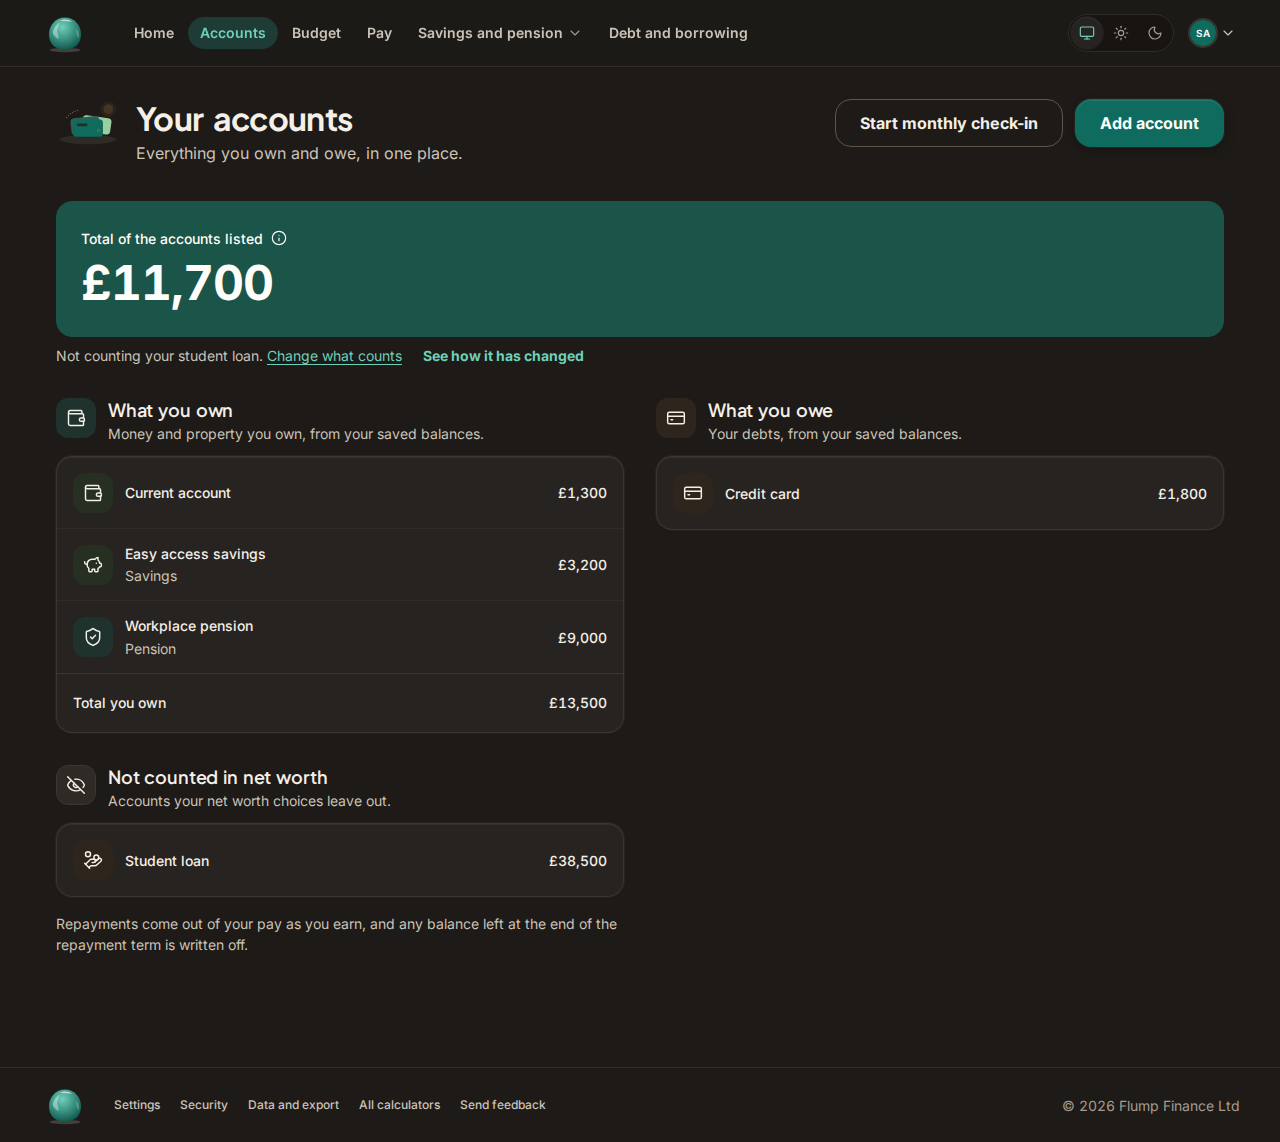 Home Accounts Budget Pay Savings and pension Debt and borrowing SA
Your accounts
Everything you own and owe, in one place.
Start monthly check-in Add account
Total of the accounts listed
£11,700
Not counting your student loan. Change what counts See how it has changed
What you own
Money and property you own, from your saved balances.
Current account £1,300
Easy access savings
Savings
£3,200
Workplace pension
Pension
£9,000
Total you own £13,500
What you owe
Your debts, from your saved balances.
Credit card £1,800
Not counted in net worth
Accounts your net worth choices leave out.
Student loan £38,500
Repayments come out of your pay as you earn, and any balance left at the end of the
repayment term is written off.
Settings Security Data and export All calculators Send feedback © 2026 Flump Finance Ltd